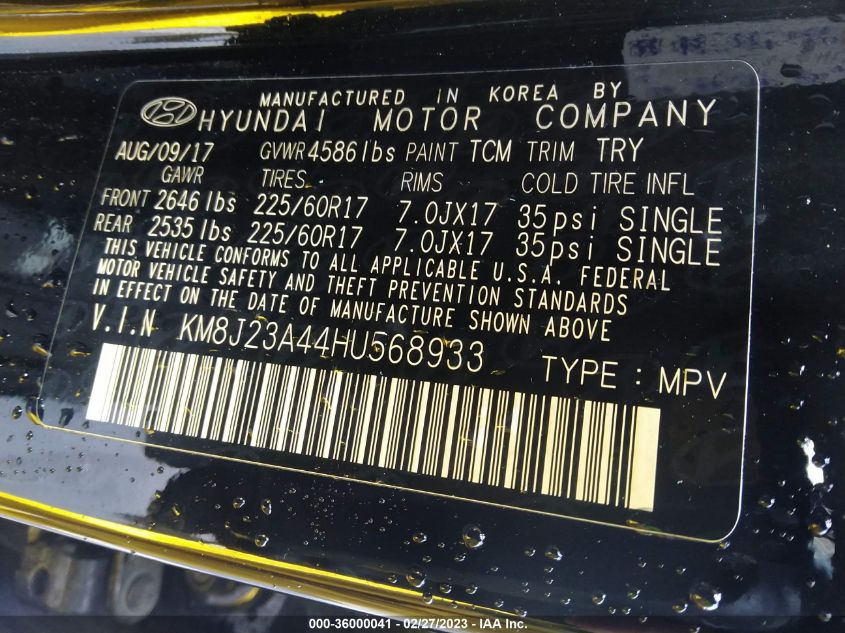 MANUFACTURED IN KOREA BY
HYUNDAI MOTOR COMPANY
AUG/09/17 GVWR 4586 lbs PAINT TCM TRIM TRY
GAWR TIRES RIMS COLD TIRE INFL
FRONT 2646 lbs 225/60R17 7.0JX17 35psi SINGLE
REAR 2535 lbs 225/60R17 7.0JX17 35psi SINGLE
THIS VEHICLE CONFORMS TO ALL APPLICABLE U.S.A. FEDERAL
MOTOR VEHICLE SAFETY AND THEFT PREVENTION STANDARDS
IN EFFECT ON THE DATE OF MANUFACTURE SHOWN ABOVE
V.I.N KM8J23A44HU568933 TYPE : MPV
000-36000041 - 02/27/2023 - IAA Inc.